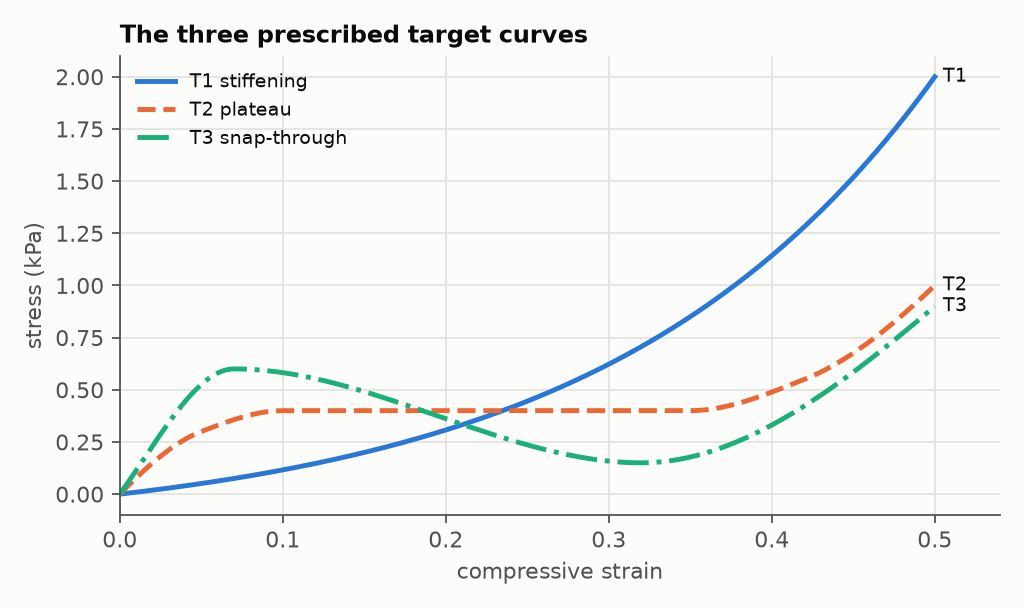 The three prescribed target curves
T1 stiffening
T2 plateau
T3 snap-through
2.00
1.75
1.50
1.25
1.00
0.75
0.50
0.25
0.00
stress (kPa)
T1
T2
T3
0.0 0.1 0.2 0.3 0.4 0.5
compressive strain